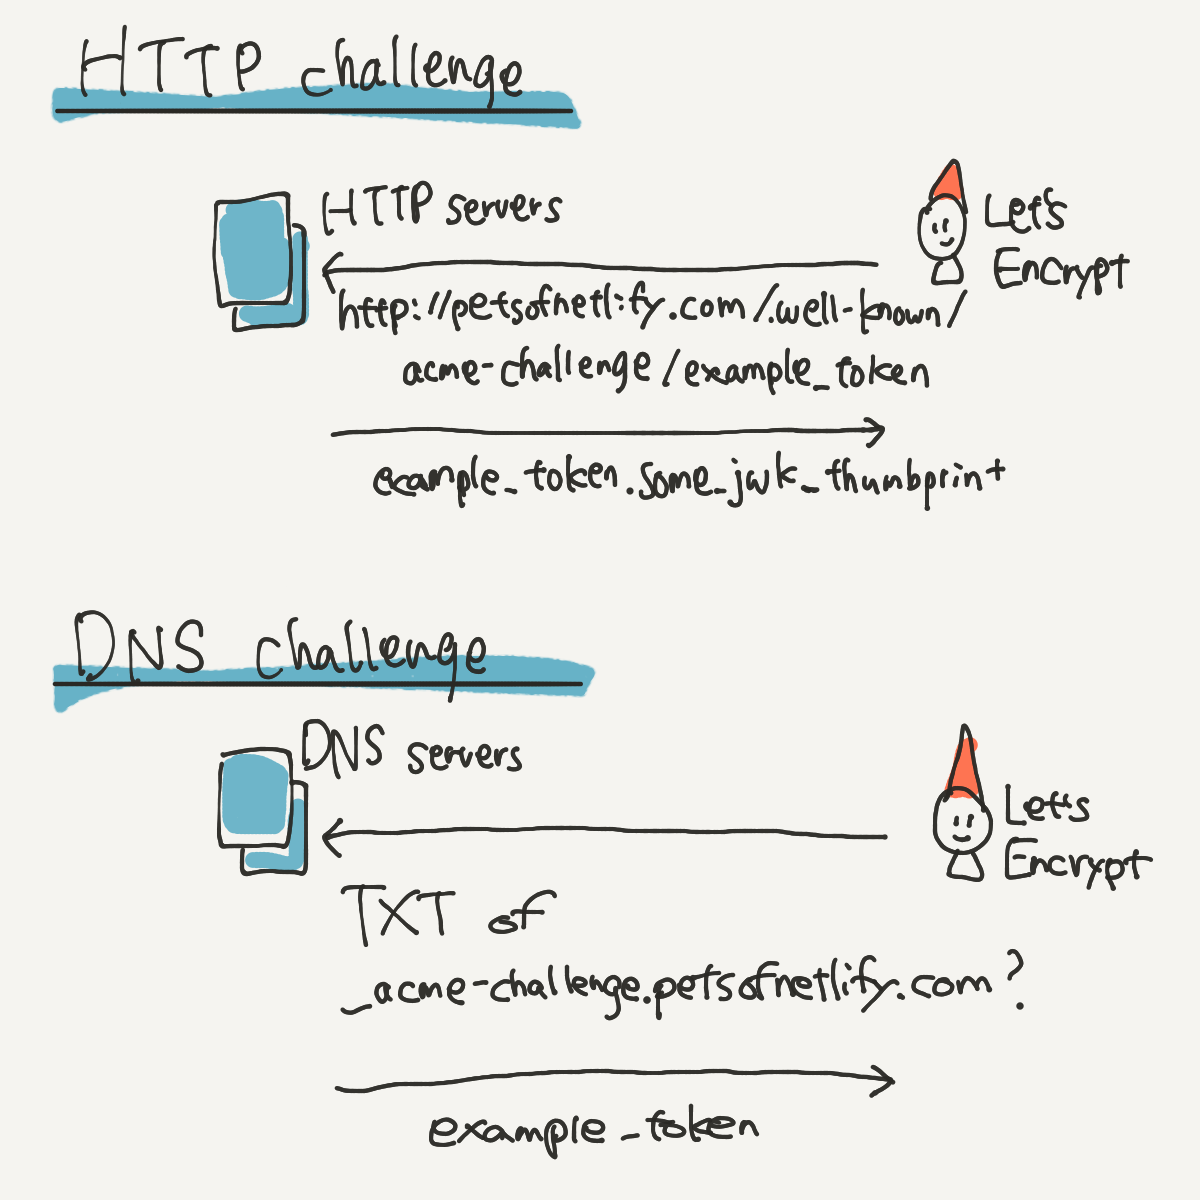 HTTP challenge
HTTP servers
Let's
Encrypt
http://petsofnetlify.com/.well-known/
acme-challenge/example_token
example_token.some_jwk_thumbprint
DNS challenge
DNS servers
Let's
Encrypt
TXT of
_acme-challenge.petsofnetlify.com?
example_token